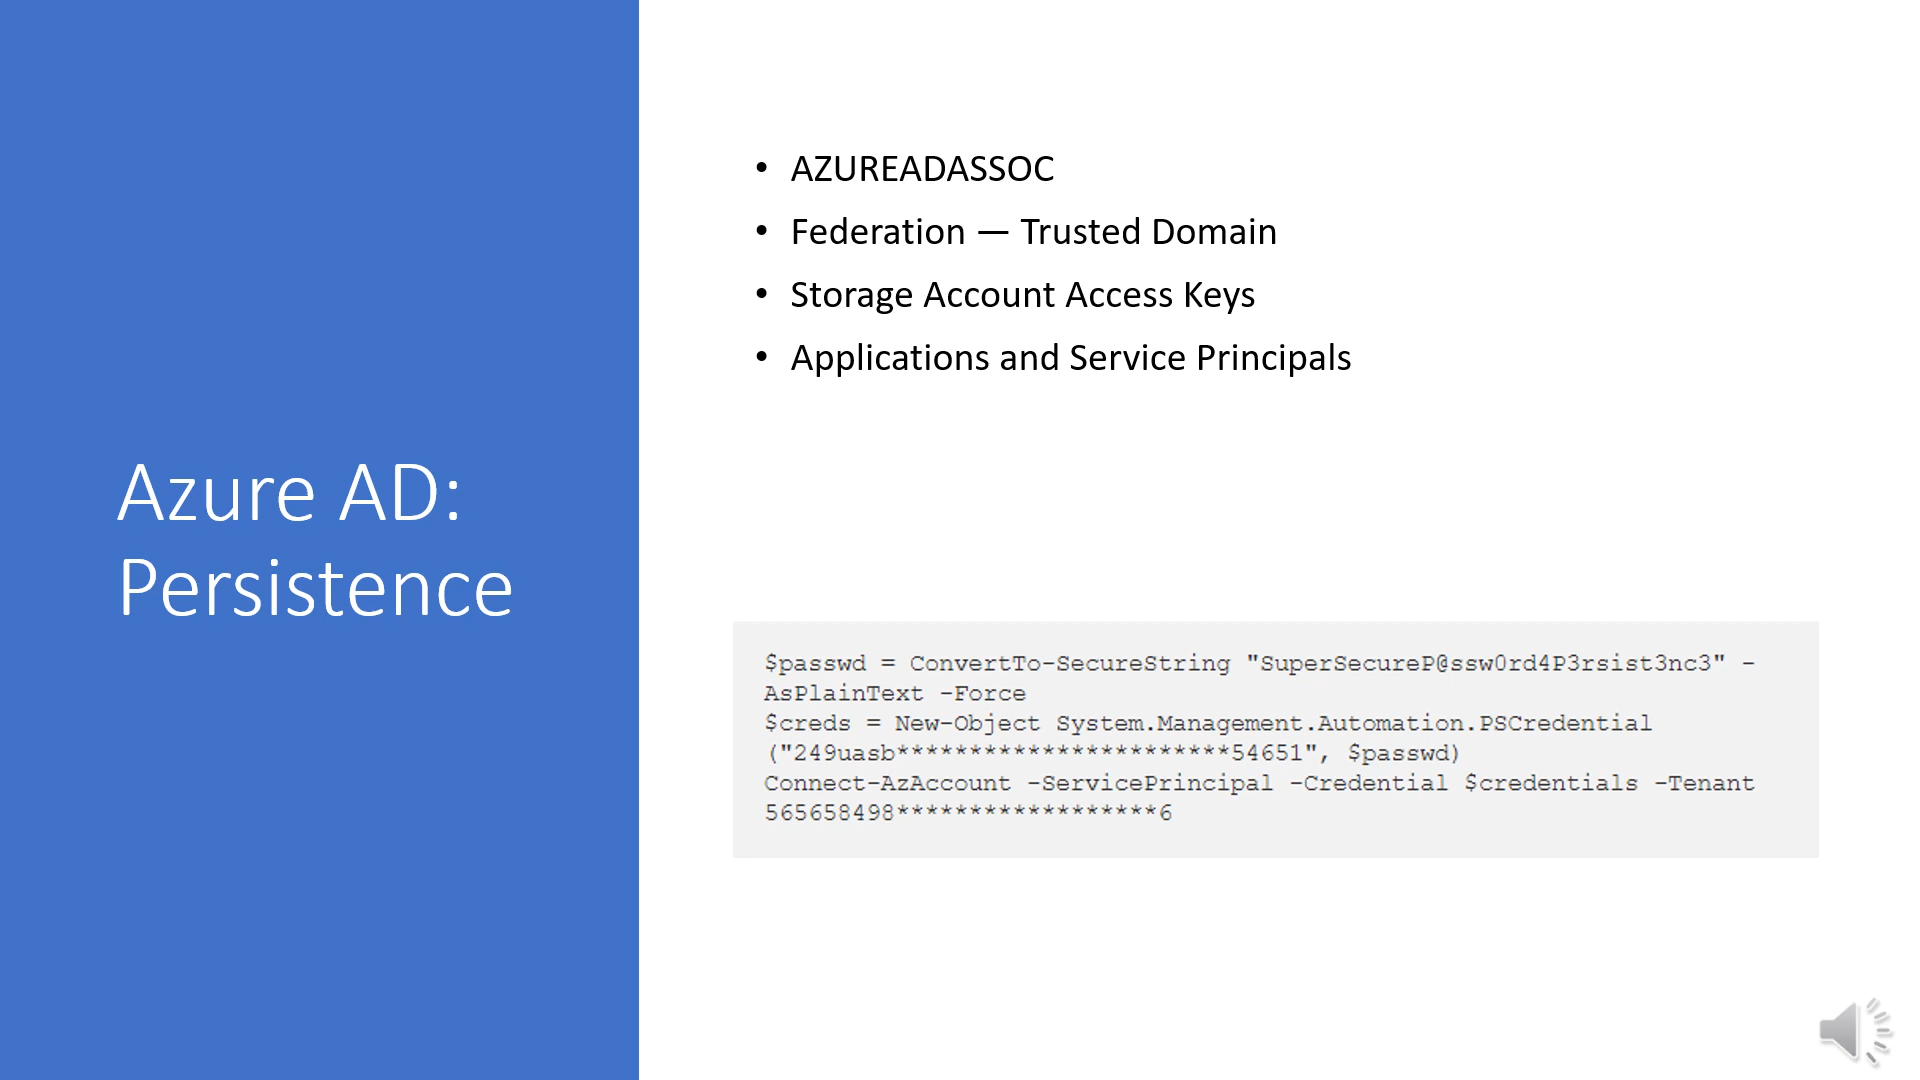 Azure AD:
Persistence
• AZUREADASSOC
• Federation — Trusted Domain
• Storage Account Access Keys
• Applications and Service Principals
$passwd = ConvertTo-SecureString "SuperSecureP@ssw0rd4P3rsist3nc3" -
AsPlainText -Force
$creds = New-Object System.Management.Automation.PSCredential
("249uasb***********************54651", $passwd)
Connect-AzAccount -ServicePrincipal -Credential $credentials -Tenant
565658498******************6